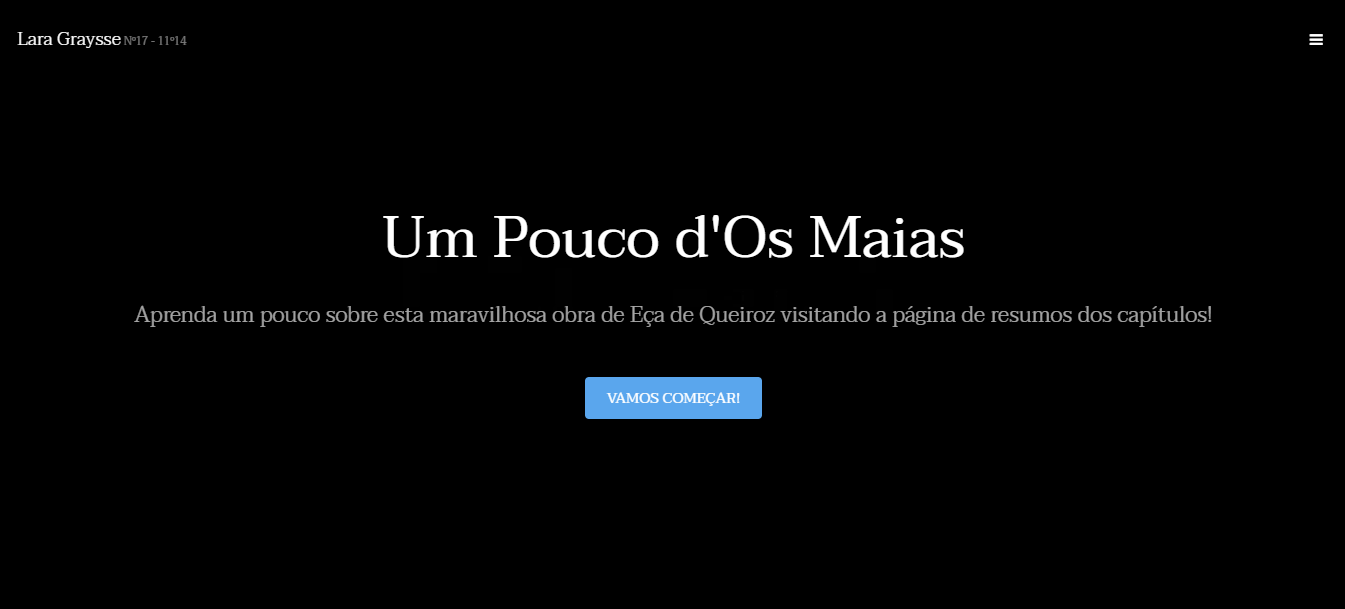 Lara Graysse Nº17 - 11º14
Um Pouco d'Os Maias
Aprenda um pouco sobre esta maravilhosa obra de Eça de Queiroz visitando a página de resumos dos capítulos!
VAMOS COMEÇAR!